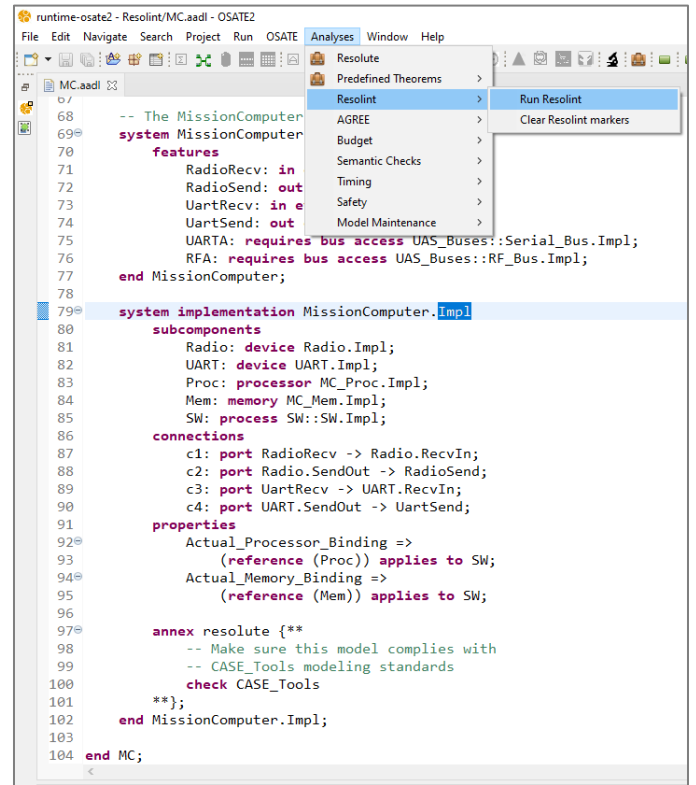 runtime-osate2 - Resolint/MC.aadl - OSATE2
File Edit Navigate Search Project Run OSATE Analyses Window Help
Resolute
Predefined Theorems >
Resolint >
AGREE >
Budget >
Semantic Checks >
Timing >
Safety >
Model Maintenance >
Run Resolint
Clear Resolint markers
MC.aadl
67
68 -- The MissionComputer
69 system MissionComputer
70 features
71 RadioRecv: in
72 RadioSend: out
73 UartRecv: in e
74 UartSend: out
75 UARTA: requires bus access UAS_Buses::Serial_Bus.Impl;
76 RFA: requires bus access UAS_Buses::RF_Bus.Impl;
77 end MissionComputer;
78
79 system implementation MissionComputer.Impl
80 subcomponents
81 Radio: device Radio.Impl;
82 UART: device UART.Impl;
83 Proc: processor MC_Proc.Impl;
84 Mem: memory MC_Mem.Impl;
85 SW: process SW::SW.Impl;
86 connections
87 c1: port RadioRecv -> Radio.RecvIn;
88 c2: port Radio.SendOut -> RadioSend;
89 c3: port UartRecv -> UART.RecvIn;
90 c4: port UART.SendOut -> UartSend;
91 properties
92 Actual_Processor_Binding =>
93 (reference (Proc)) applies to SW;
94 Actual_Memory_Binding =>
95 (reference (Mem)) applies to SW;
96
97 annex resolute {**
98 -- Make sure this model complies with
99 -- CASE_Tools modeling standards
100 check CASE_Tools
101 **};
102 end MissionComputer.Impl;
103
104 end MC;